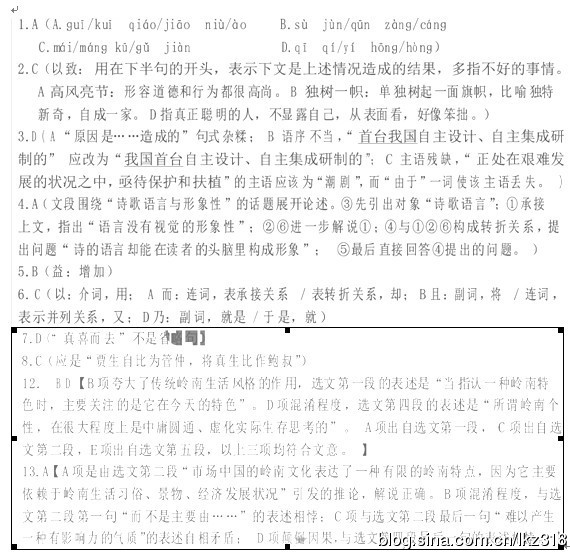 1.A（A.guī/kuī qiáo/jiāo niù/ào B.sù jùn/qūn zàng/cáng
C.mái/máng kū/gǔ jiàn D.qī qí/yí hōng/hòng）
2.C（以致：用在下半句的开头，表示下文是上述情况造成的结果，多指不好的事情。
A 高风亮节：形容道德和行为都很高尚。B 独树一帜：单独树起一面旗帜，比喻独特
新奇，自成一家。D 指真正聪明的人，不显露自己，从表面看，好像笨拙。）
3.D（A “原因是……造成的”句式杂糅； B 语序不当，“首台我国自主设计、自主集成研
制的” 应改为“我国首台自主设计、自主集成研制的”； C 主语残缺，“正处在艰难发
展的状况之中，亟待保护和扶植”的主语应该为“潮剧”，而“由于”一词使该主语丢失。 ）
4.A（文段围绕“诗歌语言与形象性”的话题展开论述。③先引出对象“诗歌语言”；①承接
上文，指出“语言没有视觉的形象性”；②⑥进一步解说①；④与①②⑥构成转折关系，提
出问题“诗的语言却能在读者的头脑里构成形象”； ⑤最后直接回答④提出的问题。 ）
5.B（益：增加）
6.C（以：介词，用； A 而：连词，表承接关系 /表转折关系，却； B 且：副词，将 /连词，
表示并列关系，又； D 乃：副词，就是/于是，就）
7.D（“真喜而去”不是省略句】
8.C（应是“贾生自比为管仲，将真生比作鲍叔”）
12. BD【B项夸大了传统岭南生活风格的作用，选文第一段的表述是“当指认一种岭南特
色时，主要关注的是它在今天的特色”。 D项混淆程度，选文第四段的表述是“所谓岭南个
性，在很大程度上是中庸圆通、虚化实际生存思考的”。 A项出自选文第一段， C项出自选
文第二段，E项出自选文第五段，以上三项均符合文意。 】
13.A【A项是由选文第二段“市场中国的岭南文化表达了一种有限的岭南特点，因为它主要
依赖于岭南生活习俗、景物、经济发展状况”引发的推论，解说正确。B项混淆程度，与选
文第二段第一句“而不是主要由……”的表述相悖；C项与选文第二段最后一句“难以产生
一种有影响力的气质”的表述自相矛盾； D项颠倒因果，与选文
blog.sina.com.cn/lkz318